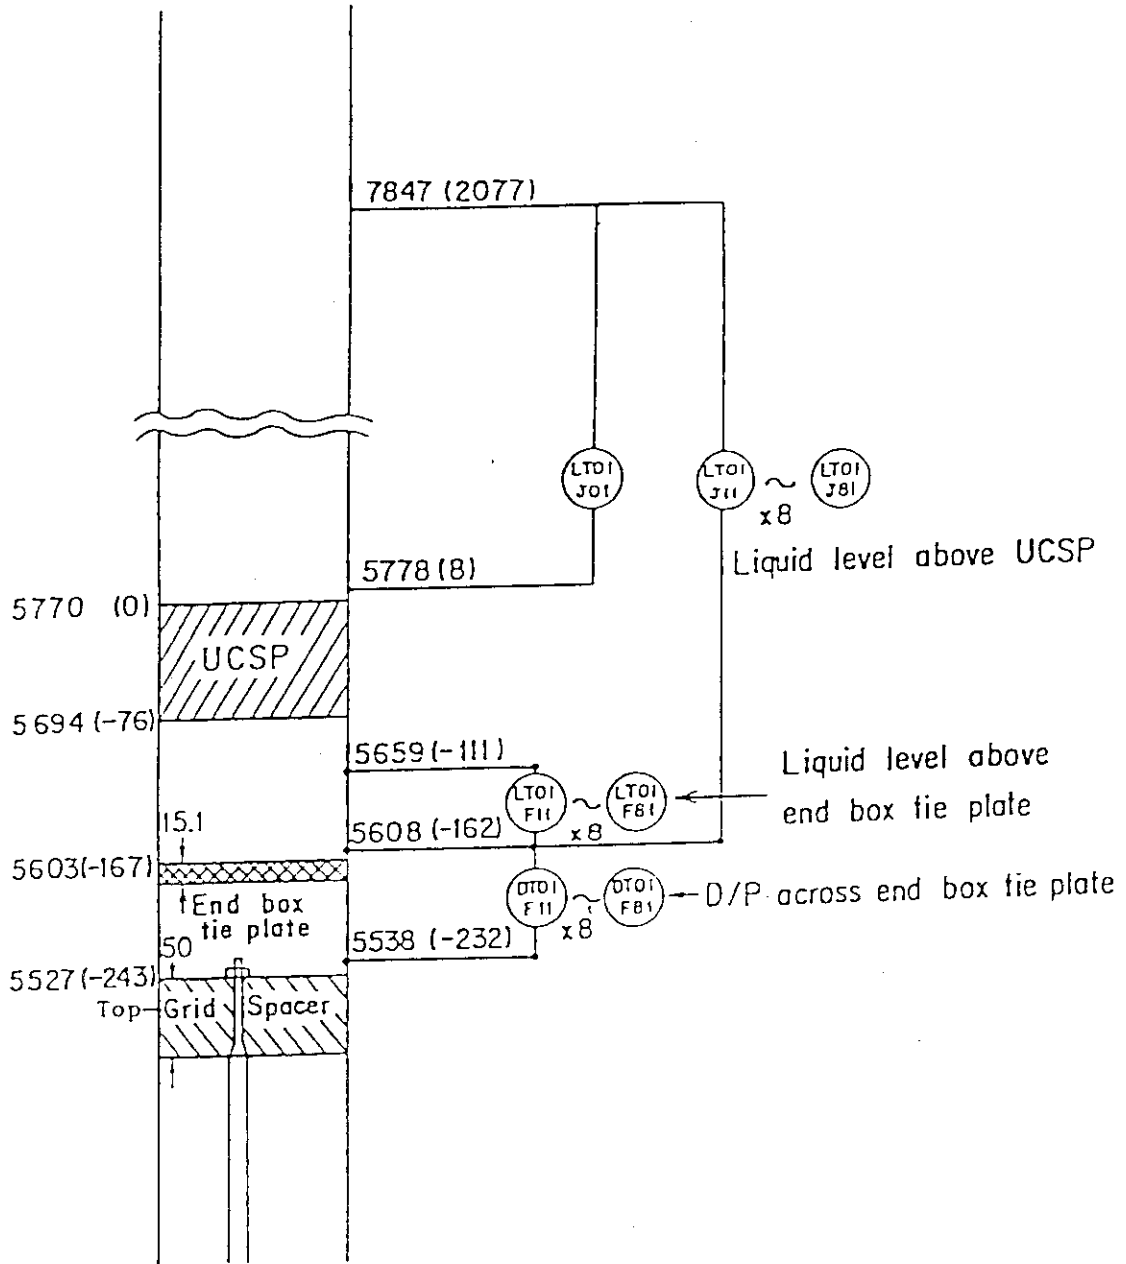 7847 (2077)
LT01
J01
LT01
J11
~
LT01
J81
x8
Liquid level above UCSP
5778 (8)
5770 (0)
UCSP
5694 (-76)
5659 (-111)
Liquid level above
end box tie plate
LT01
F11
~
LT01
F81
x8
5608 (-162)
15.1
5603(-167)
DT01
F11
~
DT01
F81
x8
D/P across end box tie plate
End box
tie plate
5538 (-232)
50
5527(-243)
Top Grid Spacer